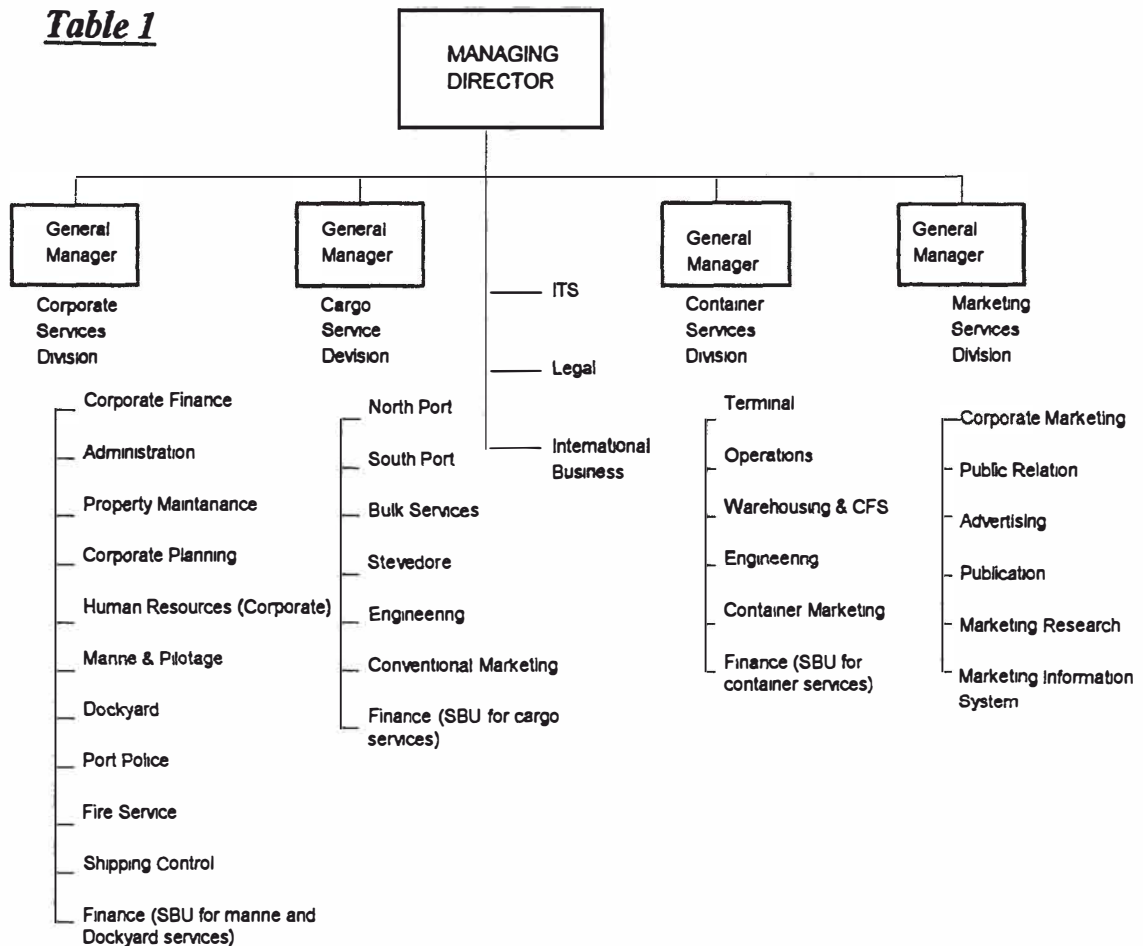 Table 1
MANAGING
DIRECTOR
General
Manager
Corporate
Services
Division
Corporate Finance
Administration
Property Maintanance
Corporate Planning
Human Resources (Corporate)
Marine & Pilotage
Dockyard
Port Police
Fire Service
Shipping Control
Finance (SBU for marine and
Dockyard services)
General
Manager
Cargo
Service
Devision
North Port
South Port
Bulk Services
Stevedore
Engineering
Conventional Marketing
Finance (SBU for cargo
services)
ITS
Legal
International
Business
General
Manager
Container
Services
Division
Terminal
Operations
Warehousing & CFS
Engineering
Container Marketing
Finance (SBU for
container services)
General
Manager
Marketing
Services
Division
Corporate Marketing
Public Relation
Advertising
Publication
Marketing Research
Marketing Information
System